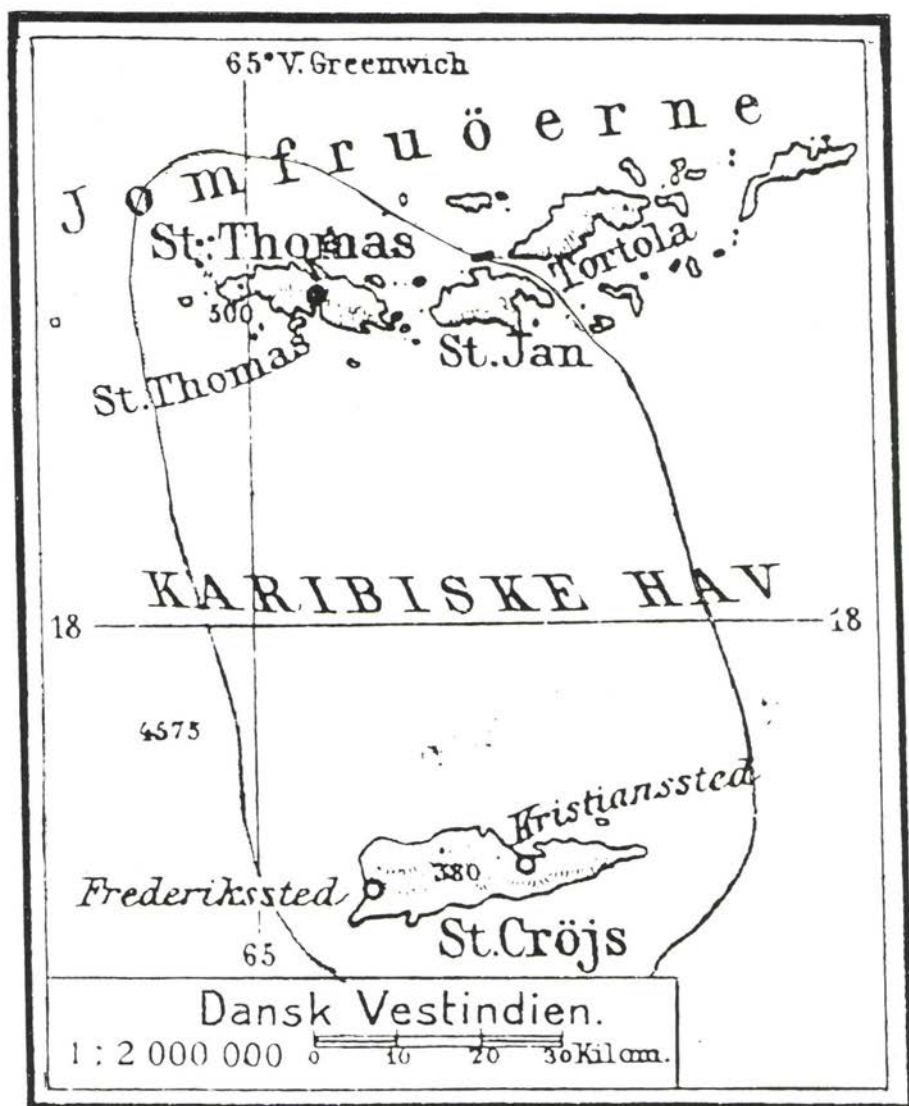 65° V. Greenwich
Jomfruöerne
St. Thomas
500
St. Thomas
Tortola
St. Jan
KARIBISKE HAV
18
18
4575
Kristianssted
380
Frederikssted
St. Cröjs
65
Dansk Vestindien.
1 : 2 000 000 0 10 20 30 Kilom.